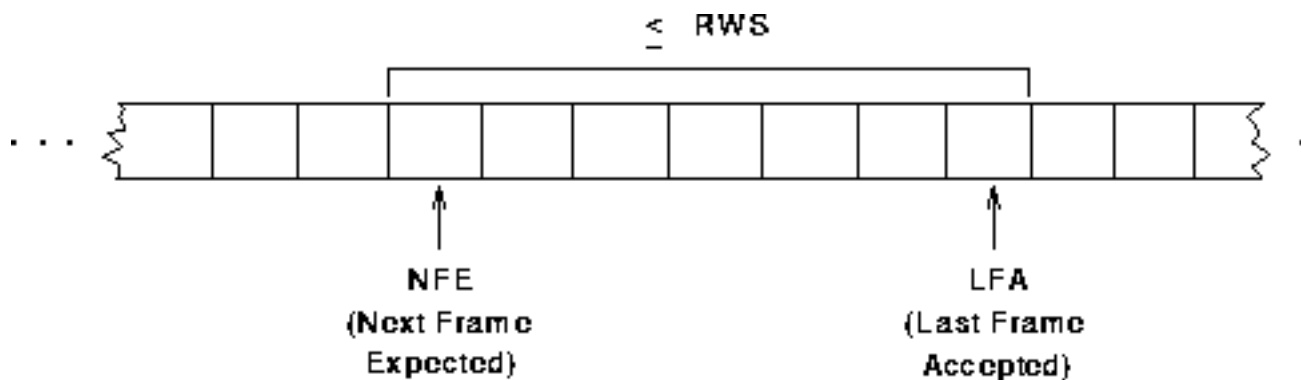 ≤ RWS
. . .
.
NFE
(Next Frame
Expected)
LFA
(Last Frame
Accepted)